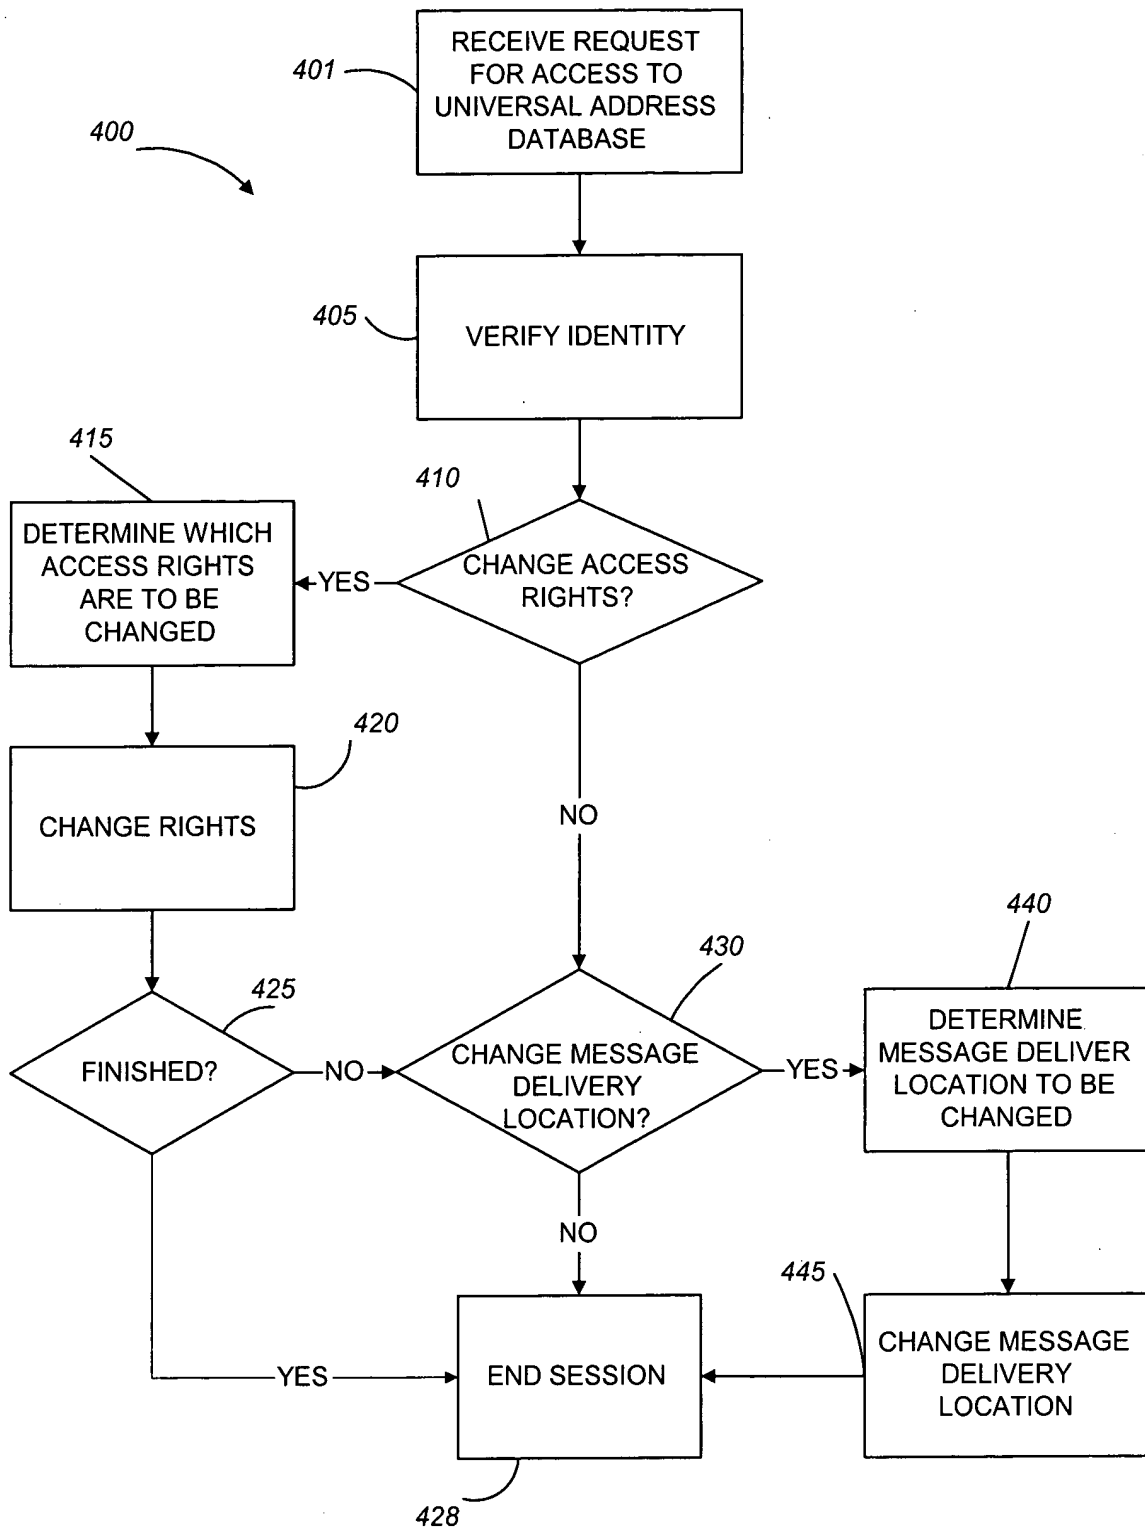 RECEIVE REQUEST
FOR ACCESS TO
UNIVERSAL ADDRESS
DATABASE
401
400
405
VERIFY IDENTITY
415
410
DETERMINE WHICH
ACCESS RIGHTS
ARE TO BE
CHANGED
YES
CHANGE ACCESS
RIGHTS?
420
CHANGE RIGHTS
NO
440
430
425
FINISHED?
NO
CHANGE MESSAGE
DELIVERY
LOCATION?
YES
DETERMINE
MESSAGE DELIVER
LOCATION TO BE
CHANGED
NO
445
YES
END SESSION
CHANGE MESSAGE
DELIVERY
LOCATION
428